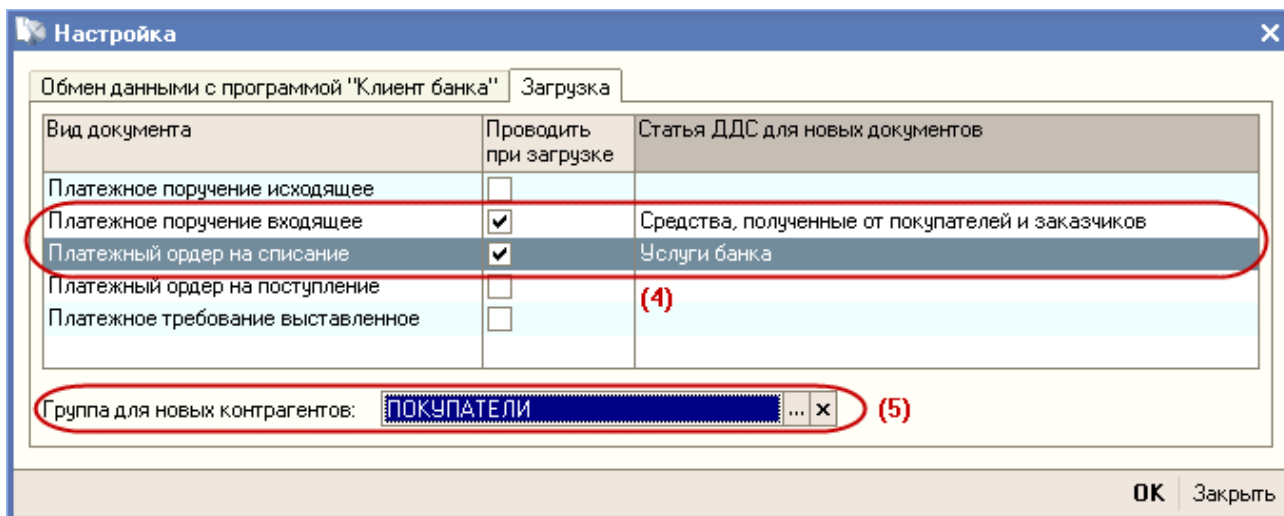 Настройка
Обмен данными с программой "Клиент банка" Загрузка
Вид документа Проводить при загрузке Статья ДДС для новых документов
Платежное поручение исходящее
Платежное поручение входящее Средства, полученные от покупателей и заказчиков
Платежный ордер на списание Услуги банка
Платежный ордер на поступление
(4)
Платежное требование выставленное
Группа для новых контрагентов: ПОКУПАТЕЛИ ... x (5)
OK Закрыть